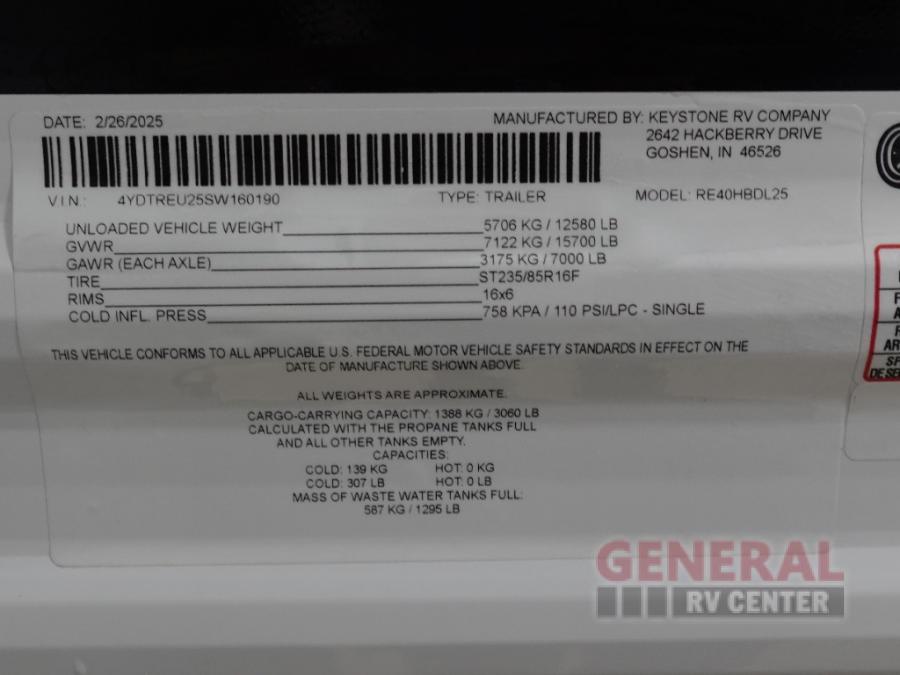 DATE: 2/26/2025
MANUFACTURED BY: KEYSTONE RV COMPANY
2642 HACKBERRY DRIVE
GOSHEN, IN 46526
V I N.: 4YDTREU25SW160190 TYPE: TRAILER MODEL: RE40HBDL25
UNLOADED VEHICLE WEIGHT 5706 KG / 12580 LB
GVWR 7122 KG / 15700 LB
GAWR (EACH AXLE) 3175 KG / 7000 LB
TIRE ST235/85R16F
RIMS 16x6
COLD INFL. PRESS 758 KPA / 110 PSI/LPC - SINGLE
THIS VEHICLE CONFORMS TO ALL APPLICABLE U.S. FEDERAL MOTOR VEHICLE SAFETY STANDARDS IN EFFECT ON THE
DATE OF MANUFACTURE SHOWN ABOVE.
ALL WEIGHTS ARE APPROXIMATE.
CARGO-CARRYING CAPACITY: 1388 KG / 3060 LB
CALCULATED WITH THE PROPANE TANKS FULL
AND ALL OTHER TANKS EMPTY.
CAPACITIES:
COLD: 139 KG HOT: 0 KG
COLD: 307 LB HOT: 0 LB
MASS OF WASTE WATER TANKS FULL:
587 KG / 1295 LB
GENERAL
RV CENTER